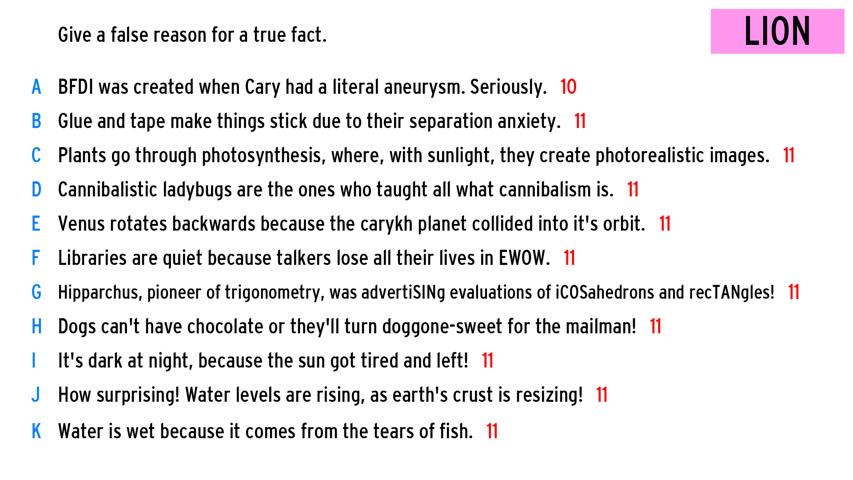 Give a false reason for a true fact.
LION
A BFDI was created when Cary had a literal aneurysm. Seriously. 10
B Glue and tape make things stick due to their separation anxiety. 11
C Plants go through photosynthesis, where, with sunlight, they create photorealistic images. 11
D Cannibalistic ladybugs are the ones who taught all what cannibalism is. 11
E Venus rotates backwards because the carykh planet collided into it's orbit. 11
F Libraries are quiet because talkers lose all their lives in EWOW. 11
G Hipparchus, pioneer of trigonometry, was advertiSINg evaluations of iCOSahedrons and recTANgles! 11
H Dogs can't have chocolate or they'll turn doggone-sweet for the mailman! 11
I It's dark at night, because the sun got tired and left! 11
J How surprising! Water levels are rising, as earth's crust is resizing! 11
K Water is wet because it comes from the tears of fish. 11